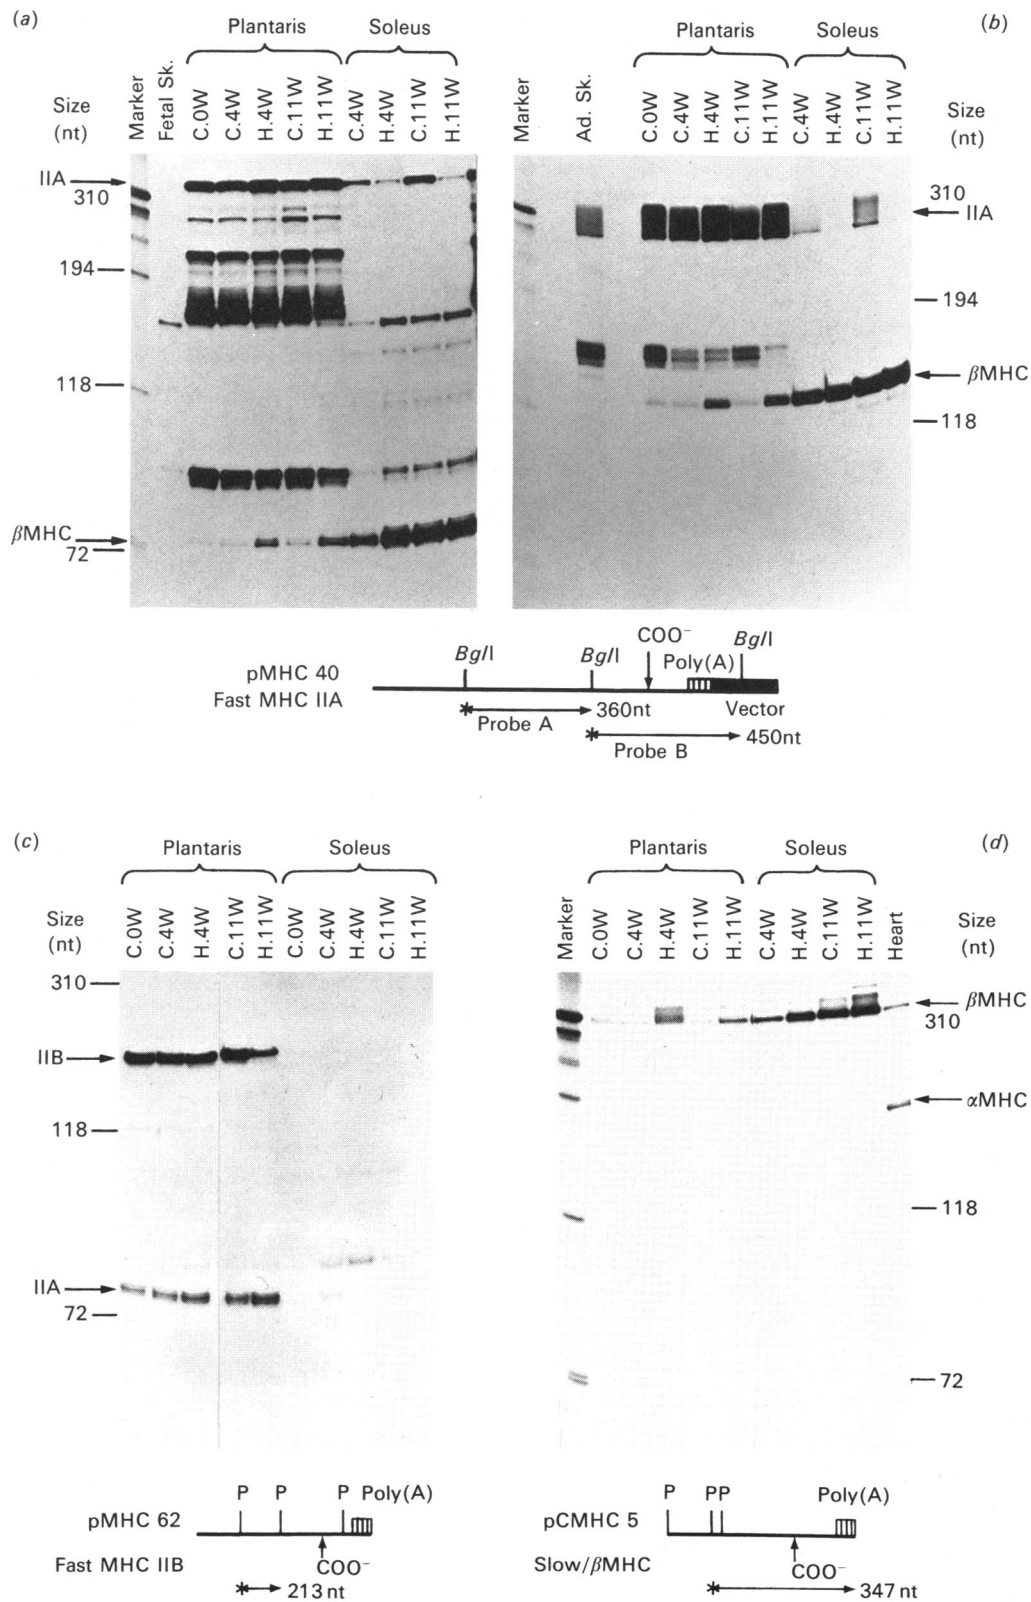 (a)
Plantaris
Soleus
Size
(nt)
Marker
Fetal Sk.
C.0W
C.4W
H.4W
C.11W
H.11W
C.4W
H.4W
C.11W
H.11W
IIA
310
194
118
βMHC
72
(b)
Plantaris
Soleus
Marker
Ad. Sk.
C.0W
C.4W
H.4W
C.11W
H.11W
C.4W
H.4W
C.11W
H.11W
Size
(nt)
310
IIA
194
βMHC
118
pMHC 40
Fast MHC IIA
BglI
BglI
COO⁻
Poly(A)
BglI
Probe A
360nt
Vector
Probe B
450nt
(c)
Plantaris
Soleus
Size
(nt)
C.0W
C.4W
H.4W
C.11W
H.11W
C.0W
C.4W
H.4W
C.11W
H.11W
310
IIB
118
IIA
72
(d)
Plantaris
Soleus
Marker
C.0W
C.4W
H.4W
C.11W
H.11W
C.4W
H.4W
C.11W
H.11W
Heart
Size
(nt)
βMHC
310
αMHC
118
72
P P P Poly(A)
pMHC 62
Fast MHC IIB
COO⁻
* 213 nt
P PP Poly(A)
pCMHC 5
Slow/βMHC
COO⁻
* 347 nt